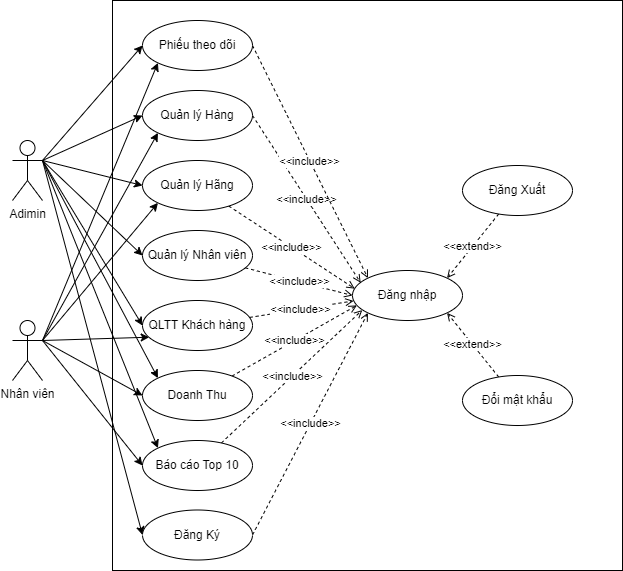 Phiếu theo dõi
Quản lý Hàng
<<include>>
Adimin
Quản lý Hãng
Đăng Xuất
<<include>>
Quản lý Nhân viên
<<include>>
<<extend>>
<<include>>
Đăng nhập
QLTT Khách hàng
<<include>>
<<include>>
<<extend>>
Nhân viên
Doanh Thu
<<include>>
Đổi mật khẩu
<<include>>
Báo cáo Top 10
Đăng Ký